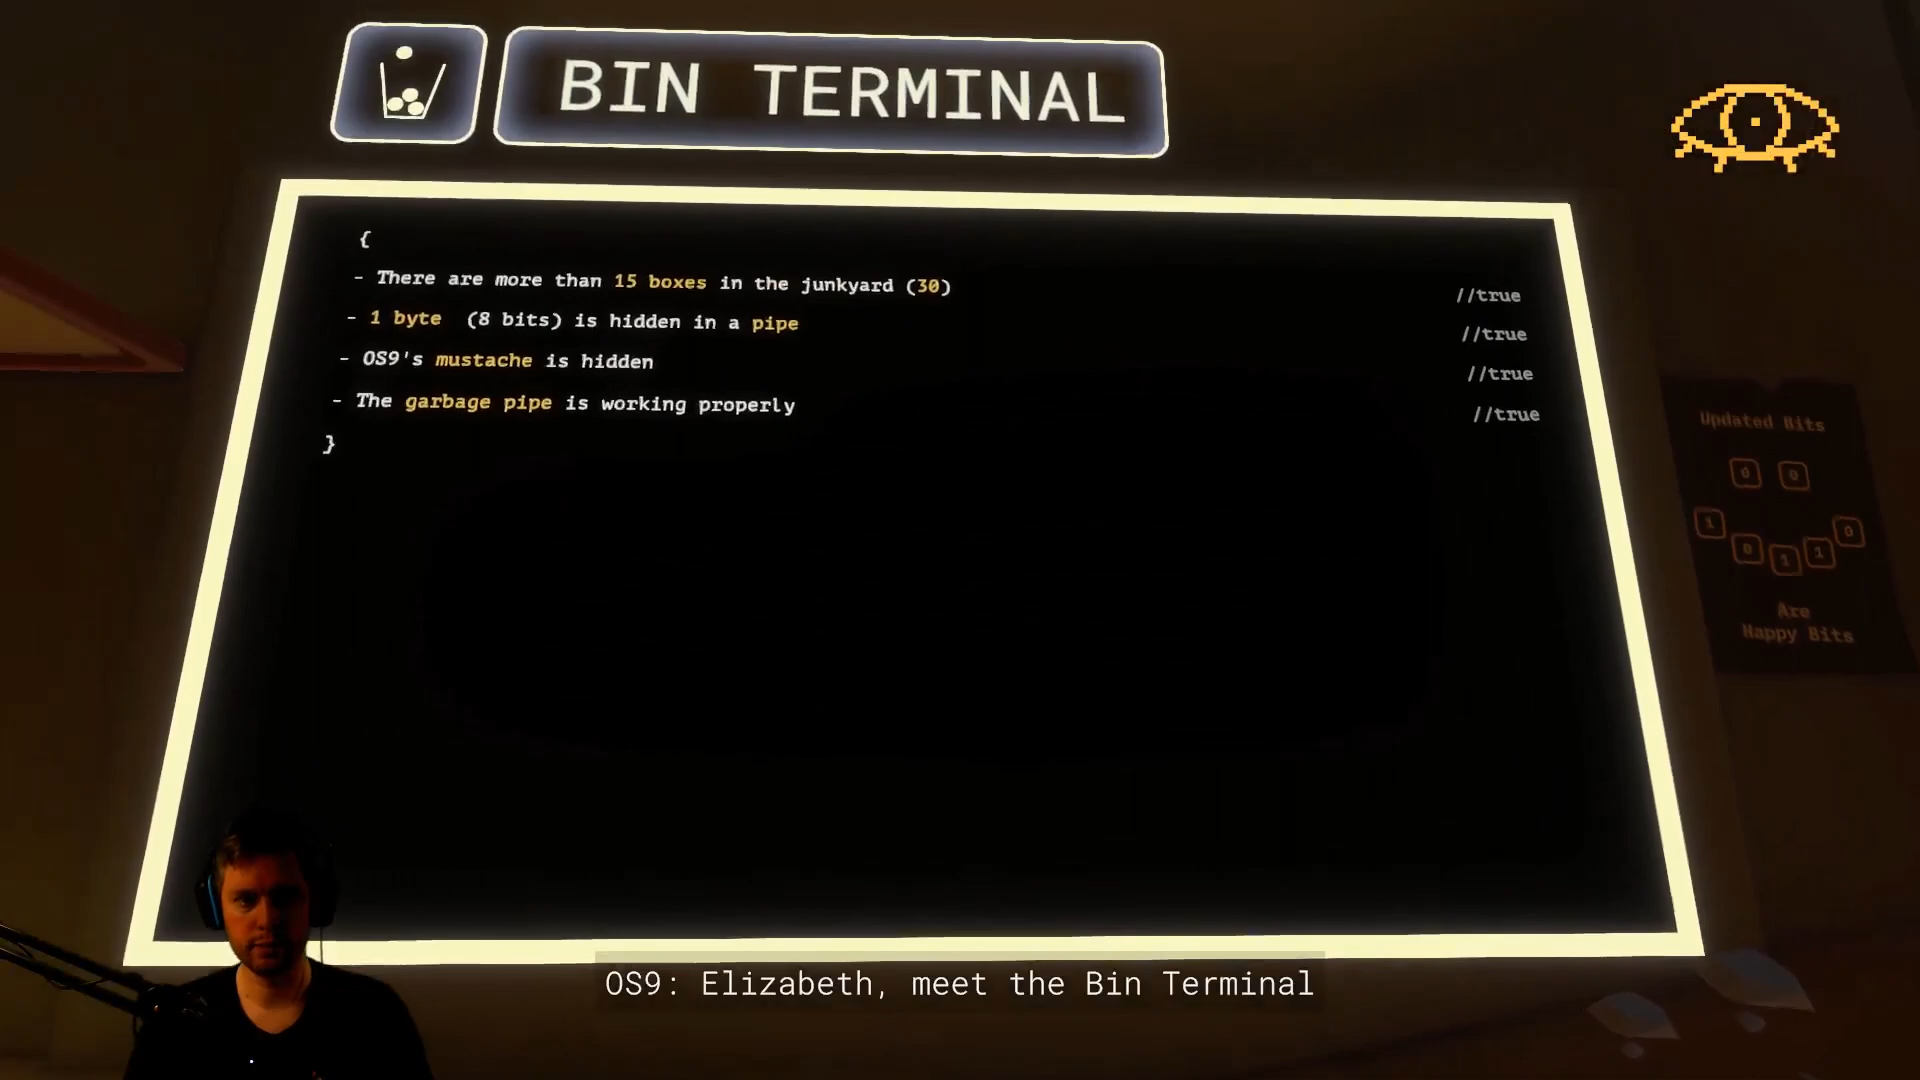 BIN TERMINAL
{
- There are more than 15 boxes in the junkyard (30) //true
- 1 byte (8 bits) is hidden in a pipe //true
- OS9's mustache is hidden //true
- The garbage pipe is working properly //true
}
Updated Bits
0 0
1 0 1 1 0
Are
Happy Bits
OS9: Elizabeth, meet the Bin Terminal